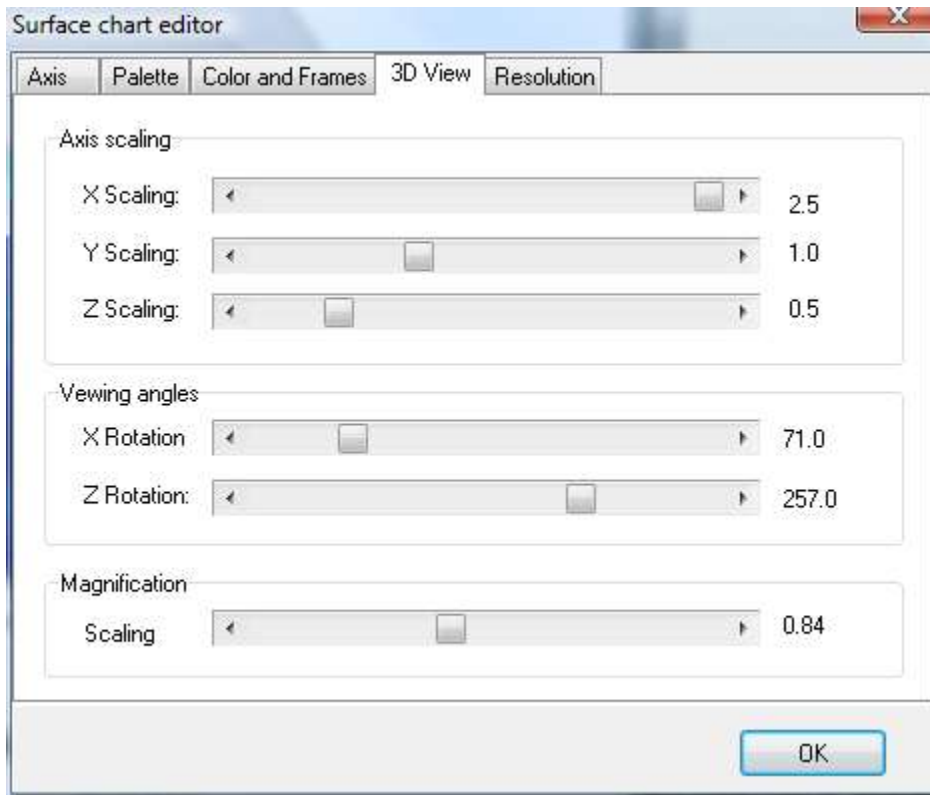 Surface chart editor
Axis Palette Color and Frames 3D View Resolution
Axis scaling
X Scaling: 2.5
Y Scaling: 1.0
Z Scaling: 0.5
Vewing angles
X Rotation 71.0
Z Rotation: 257.0
Magnification
Scaling 0.84
OK